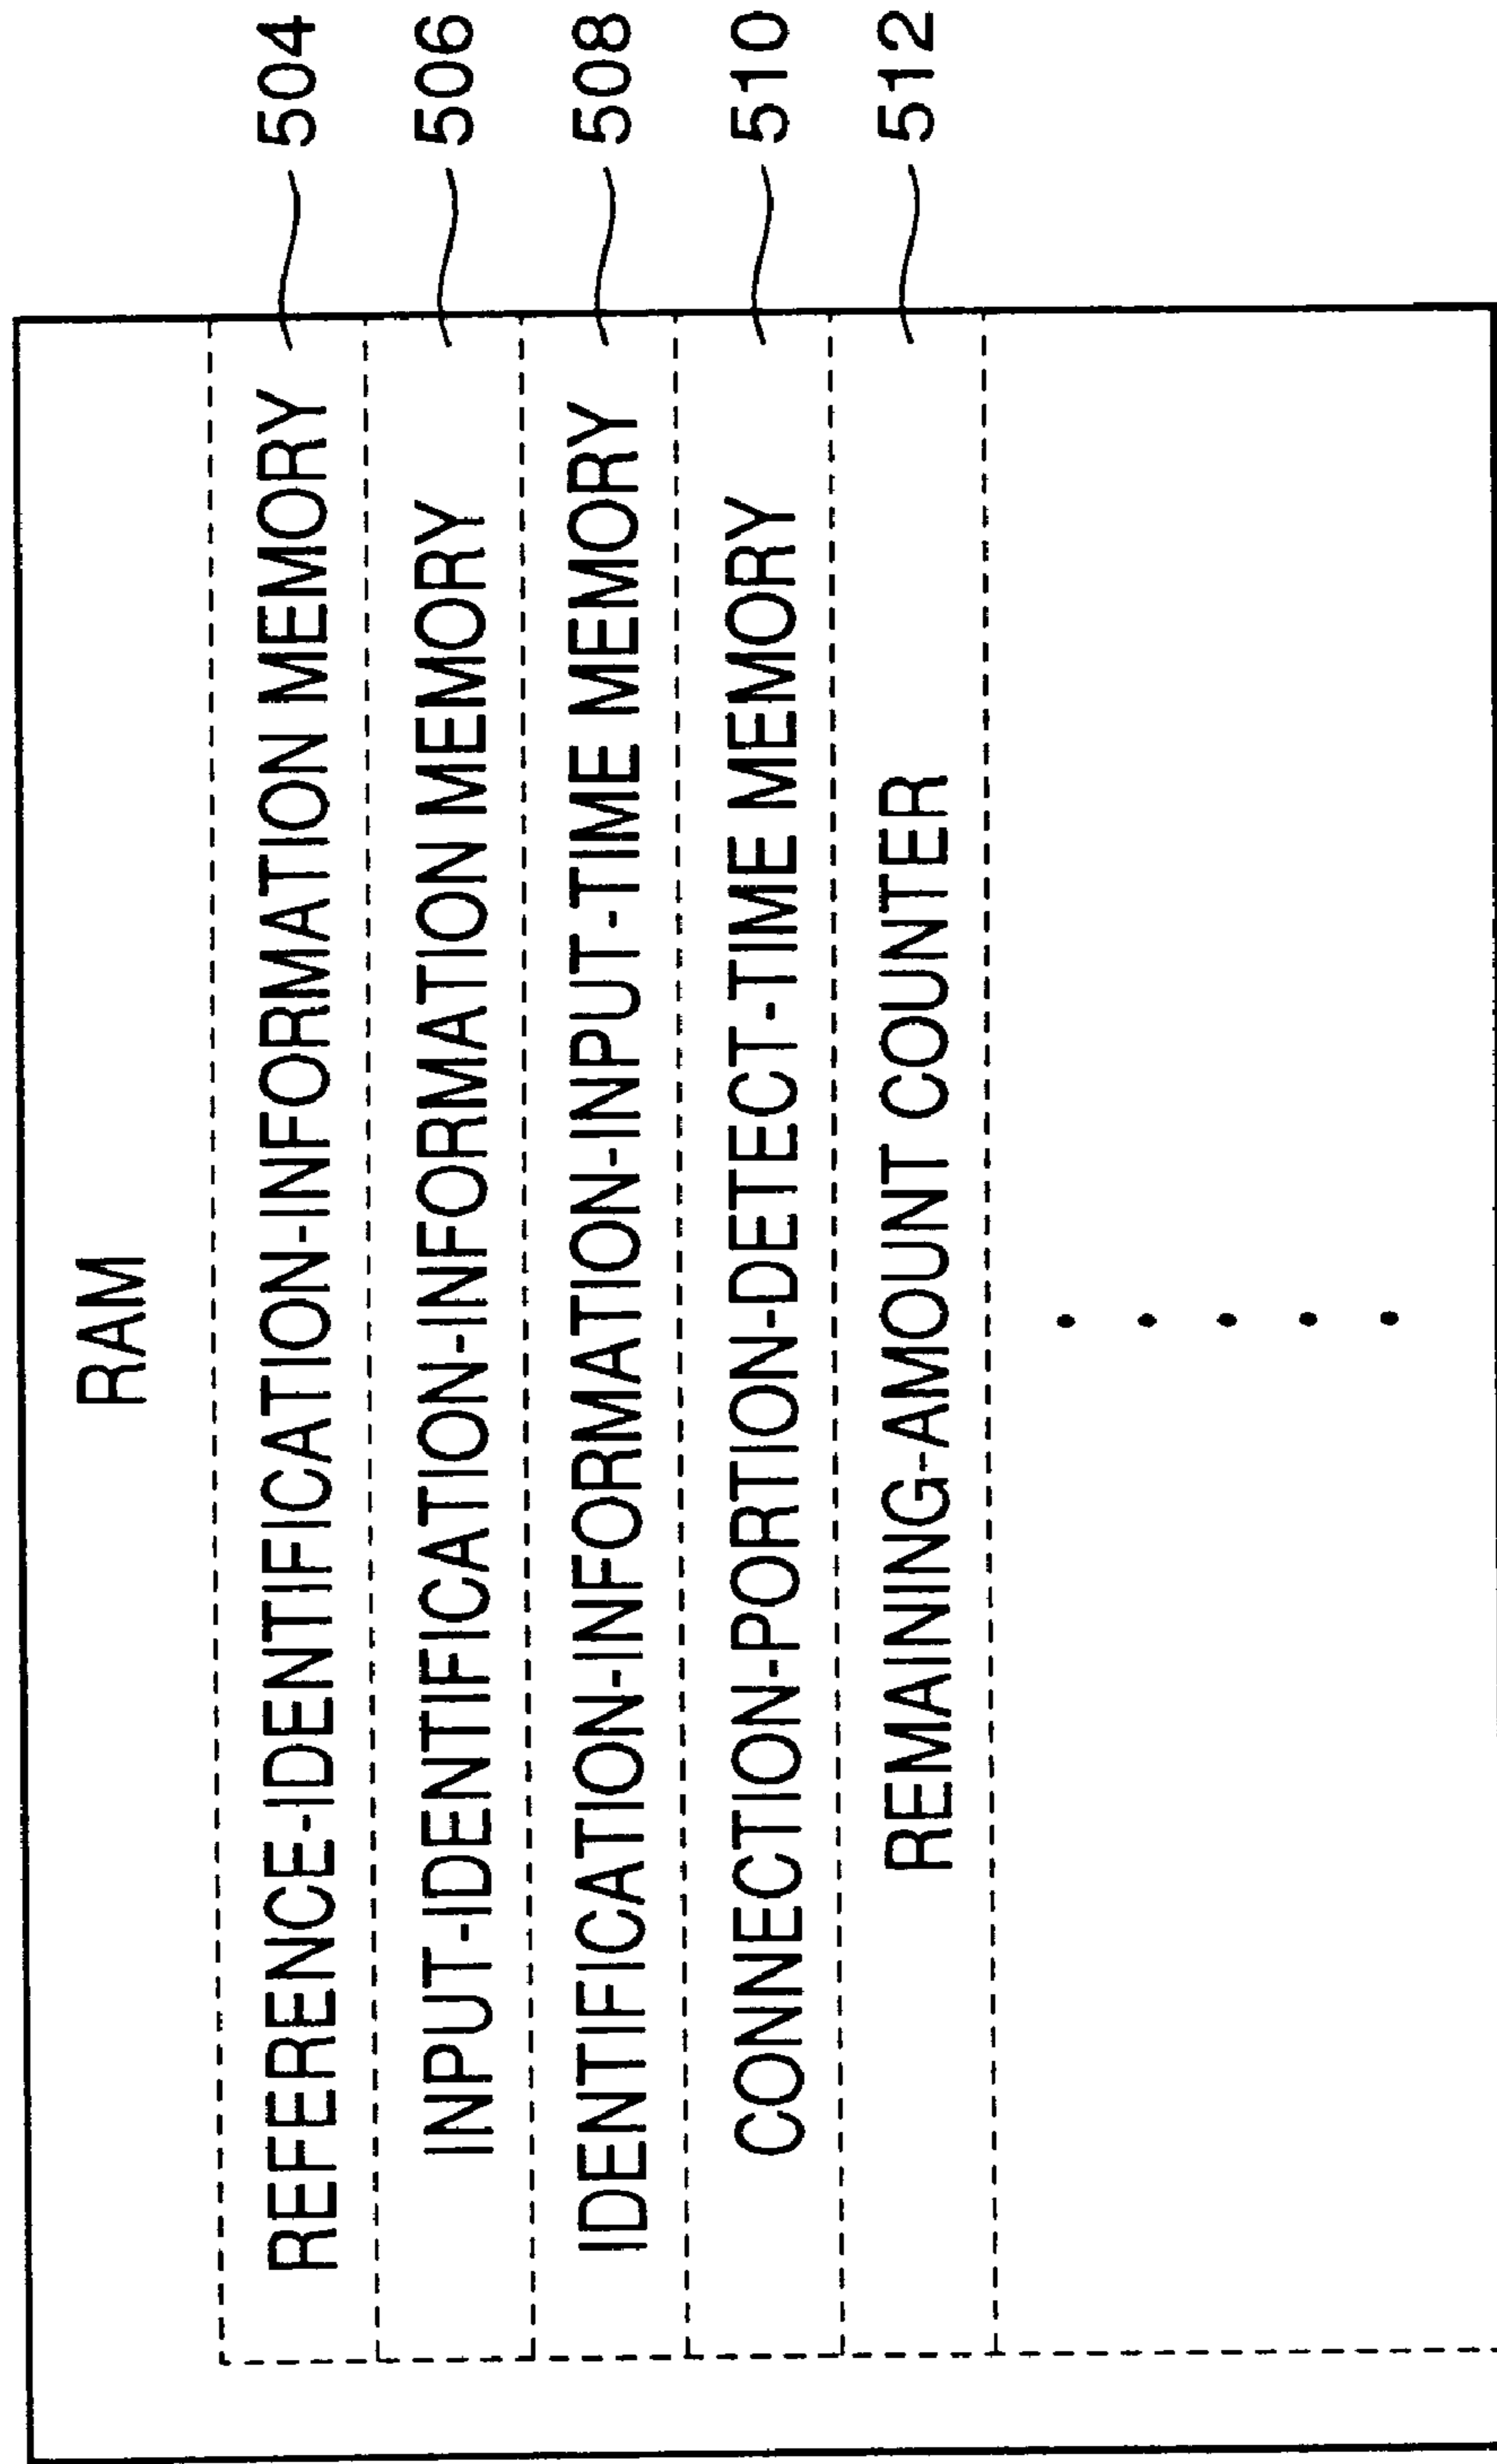 RAM
REFERENCE-IDENTIFICATION-INFORMATION MEMORY 504
INPUT-IDENTIFICATION-INFORMATION MEMORY 506
IDENTIFICATION-INFORMATION-INPUT-TIME MEMORY 508
CONNECTION-PORTION-DETECT-TIME MEMORY 510
REMAINING-AMOUNT COUNTER 512